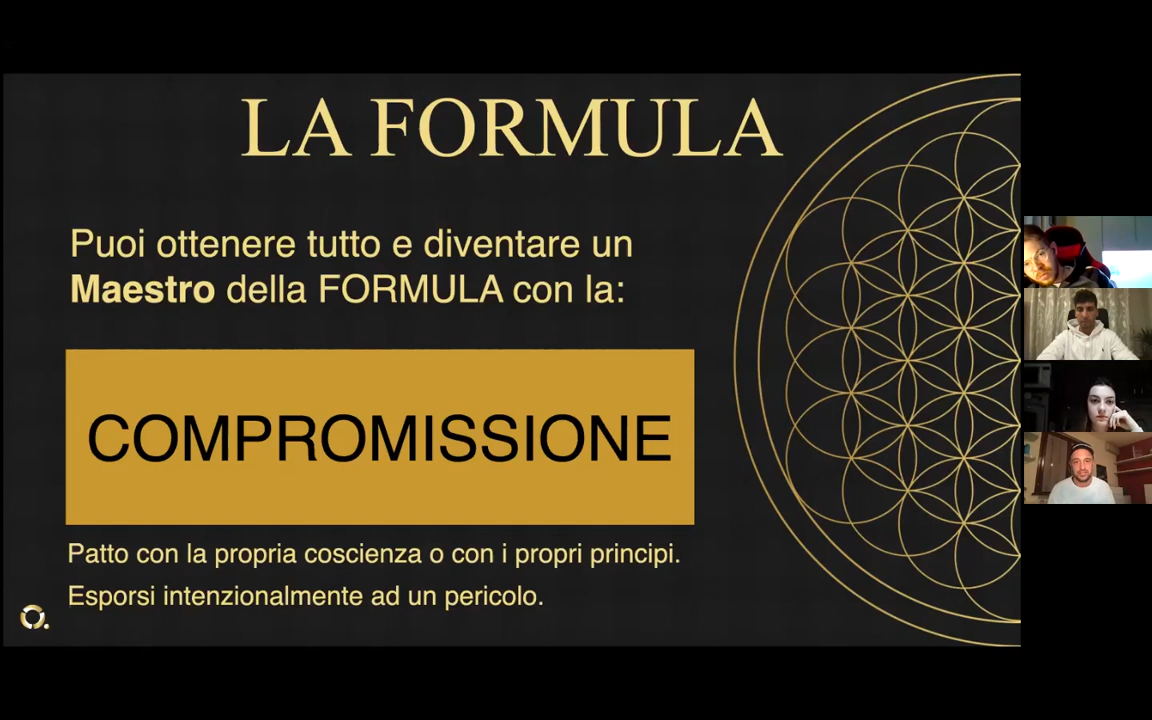 LA FORMULA
Puoi ottenere tutto e diventare un
Maestro della FORMULA con la:
COMPROMISSIONE
Patto con la propria coscienza o con i propri principi.
Esporsi intenzionalmente ad un pericolo.